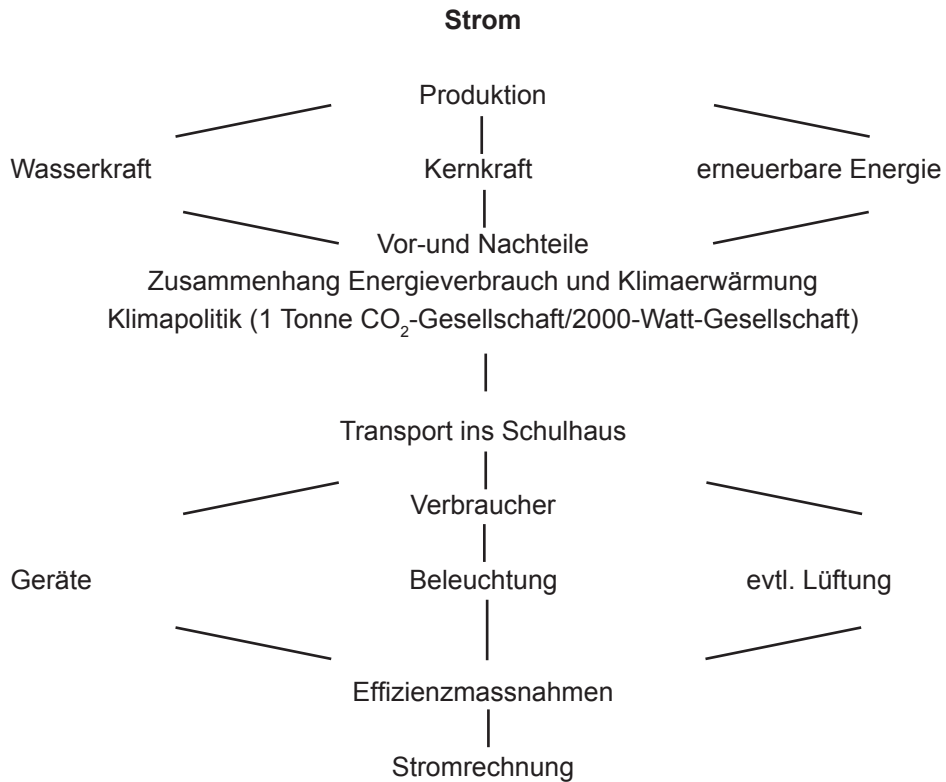 Strom
Produktion
Wasserkraft Kernkraft erneuerbare Energie
Vor-und Nachteile
Zusammenhang Energieverbrauch und Klimaerwärmung
Klimapolitik (1 Tonne CO₂-Gesellschaft/2000-Watt-Gesellschaft)
Transport ins Schulhaus
Verbraucher
Geräte Beleuchtung evtl. Lüftung
Effizienzmassnahmen
Stromrechnung